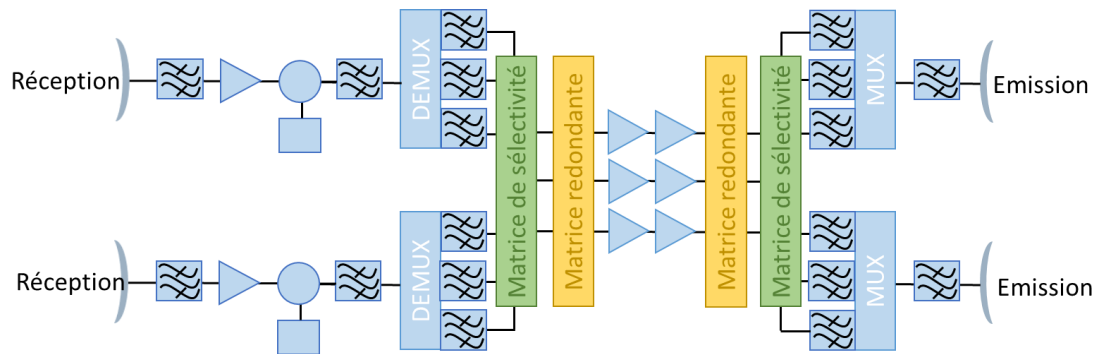 Réception
DEMUX
Matrice de sélectivité
Matrice redondante
Matrice redondante
Matrice de sélectivité
MUX
Emission
Réception
DEMUX
MUX
Emission